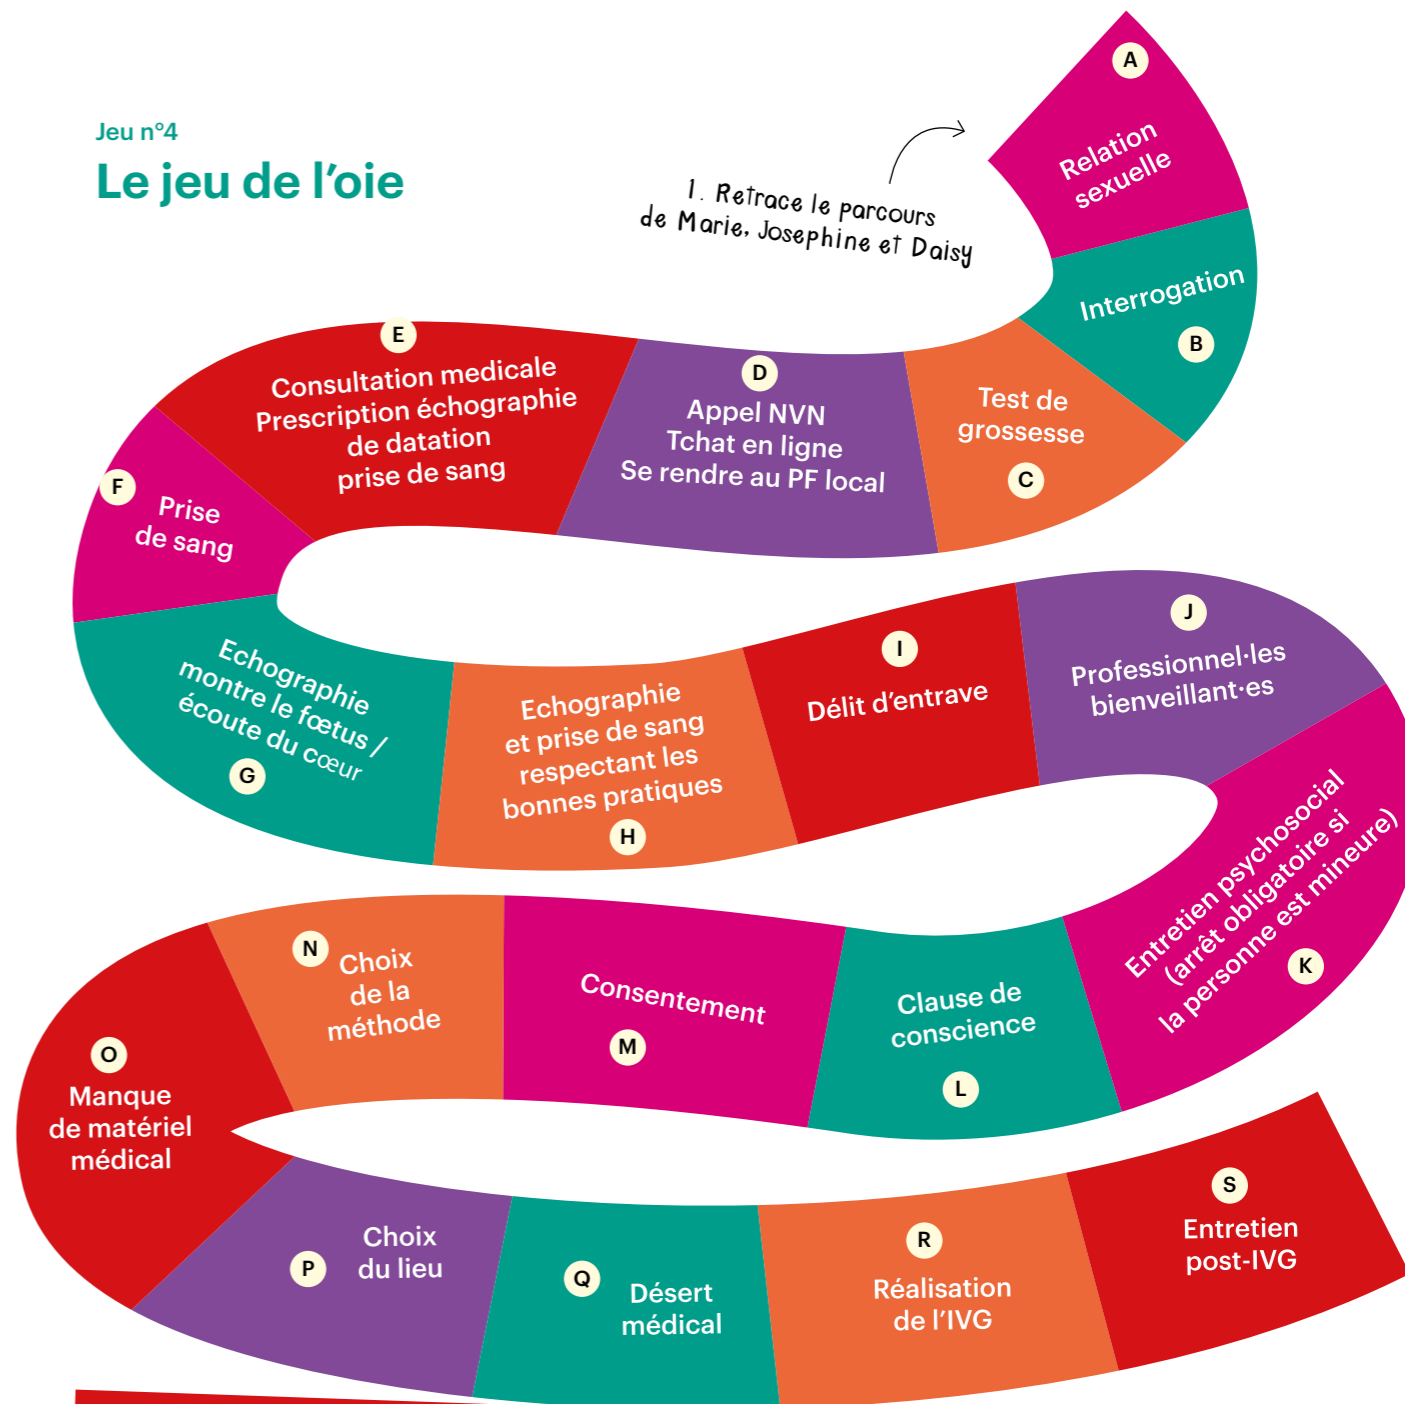 Jeu n°4
Le jeu de l'oie
1. Retrace le parcours
de Marie, Josephine et Daisy
A
Relation
sexuelle
Interrogation
B
Test de
grossesse
C
D
Appel NVN
Tchat en ligne
Se rendre au PF local
E
Consultation medicale
Prescription échographie
de datation
prise de sang
F
Prise
de sang
Echographie
montre le fœtus /
écoute du cœur
G
Echographie
et prise de sang
respectant les
bonnes pratiques
H
I
Délit d'entrave
J
Professionnel·les
bienveillant·es
Entretien psychosocial
(arrêt obligatoire si
la personne est mineure)
K
Clause de
conscience
L
Consentement
M
N
Choix
de la
méthode
O
Manque
de matériel
médical
P
Choix
du lieu
Q
Désert
médical
R
Réalisation
de l'IVG
S
Entretien
post-IVG